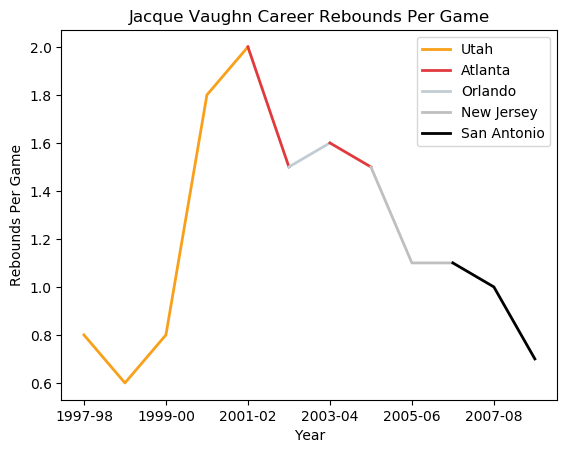 Jacque Vaughn Career Rebounds Per Game
Rebounds Per Game
2.0
1.8
1.6
1.4
1.2
1.0
0.8
0.6
Utah
Atlanta
Orlando
New Jersey
San Antonio
1997-98 1999-00 2001-02 2003-04 2005-06 2007-08
Year